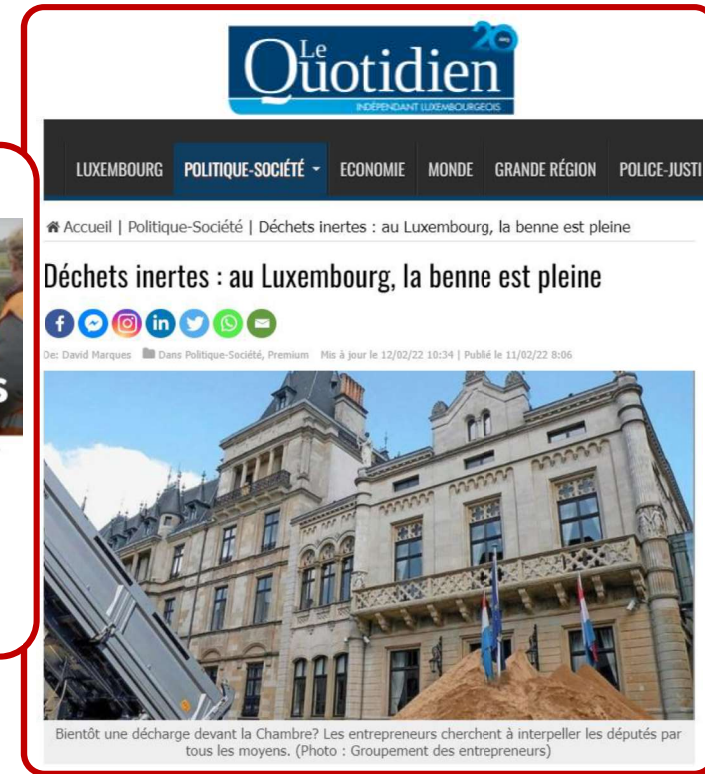 Le
Quotidien
20
ans
INDÉPENDANT LUXEMBOURGEOIS
LUXEMBOURG POLITIQUE-SOCIÉTÉ ECONOMIE MONDE GRANDE RÉGION POLICE-JUSTI
Accueil | Politique-Société | Déchets inertes : au Luxembourg, la benne est pleine
Déchets inertes : au Luxembourg, la benne est pleine
De: David Marques Dans Politique-Société, Premium Mis à jour le 12/02/22 10:34 | Publié le 11/02/22 8:06
s
Bientôt une décharge devant la Chambre? Les entrepreneurs cherchent à interpeller les députés par
tous les moyens. (Photo : Groupement des entrepreneurs)